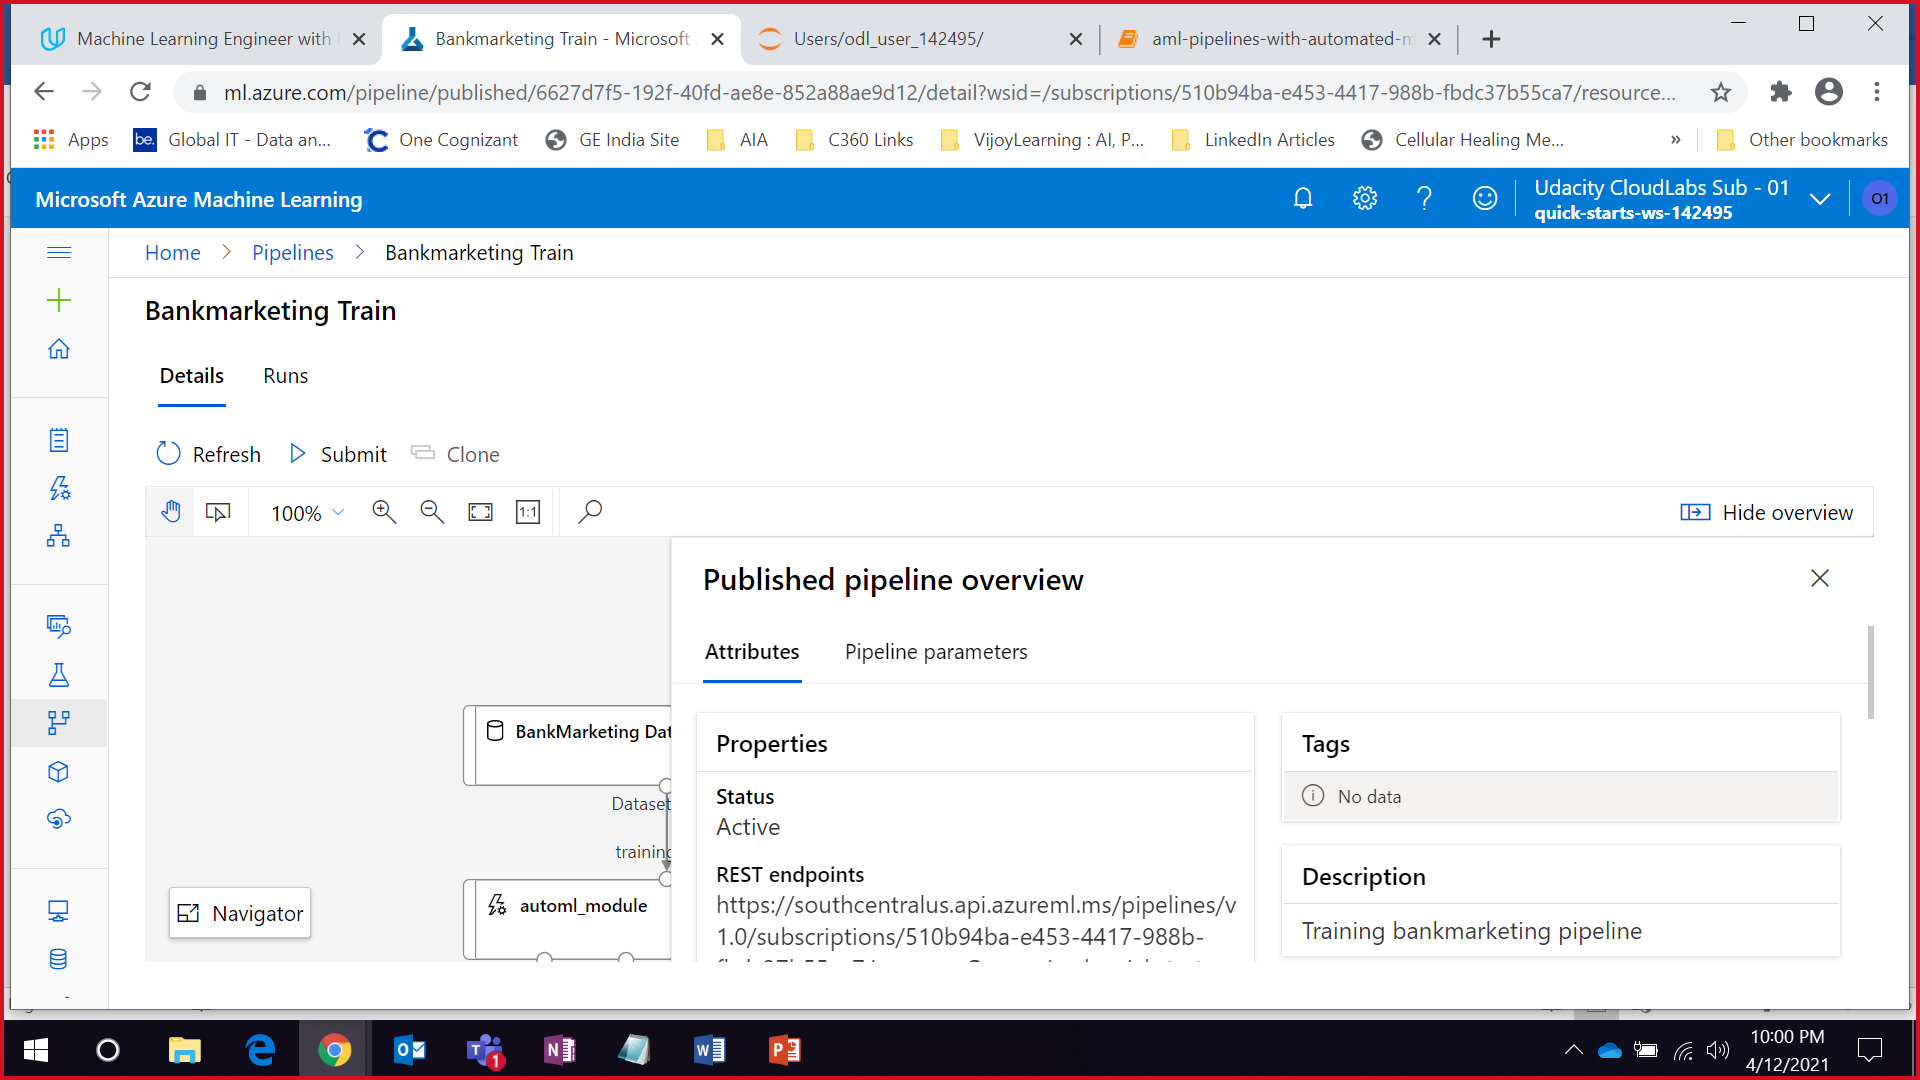 Machine Learning Engineer with
Bankmarketing Train - Microsoft
Users/odl_user_142495/
aml-pipelines-with-automated-m
ml.azure.com/pipeline/published/6627d7f5-192f-40fd-ae8e-852a88ae9d12/detail?wsid=/subscriptions/510b94ba-e453-4417-988b-fbdc37b55ca7/resource...
Apps
be.
Global IT - Data an...
One Cognizant
GE India Site
AIA
C360 Links
VijoyLearning : AI, P...
LinkedIn Articles
Cellular Healing Me...
»
Other bookmarks
Microsoft Azure Machine Learning
Udacity CloudLabs Sub - 01
quick-starts-ws-142495
O1
Home > Pipelines > Bankmarketing Train
Bankmarketing Train
Details
Runs
Refresh
Submit
Clone
100%
1:1
Hide overview
Published pipeline overview
Attributes
Pipeline parameters
BankMarketing Dat
Dataset
training
automl_module
Navigator
Properties
Status
Active
REST endpoints
https://southcentralus.api.azureml.ms/pipelines/v
1.0/subscriptions/510b94ba-e453-4417-988b-
Tags
No data
Description
Training bankmarketing pipeline
1
10:00 PM
4/12/2021